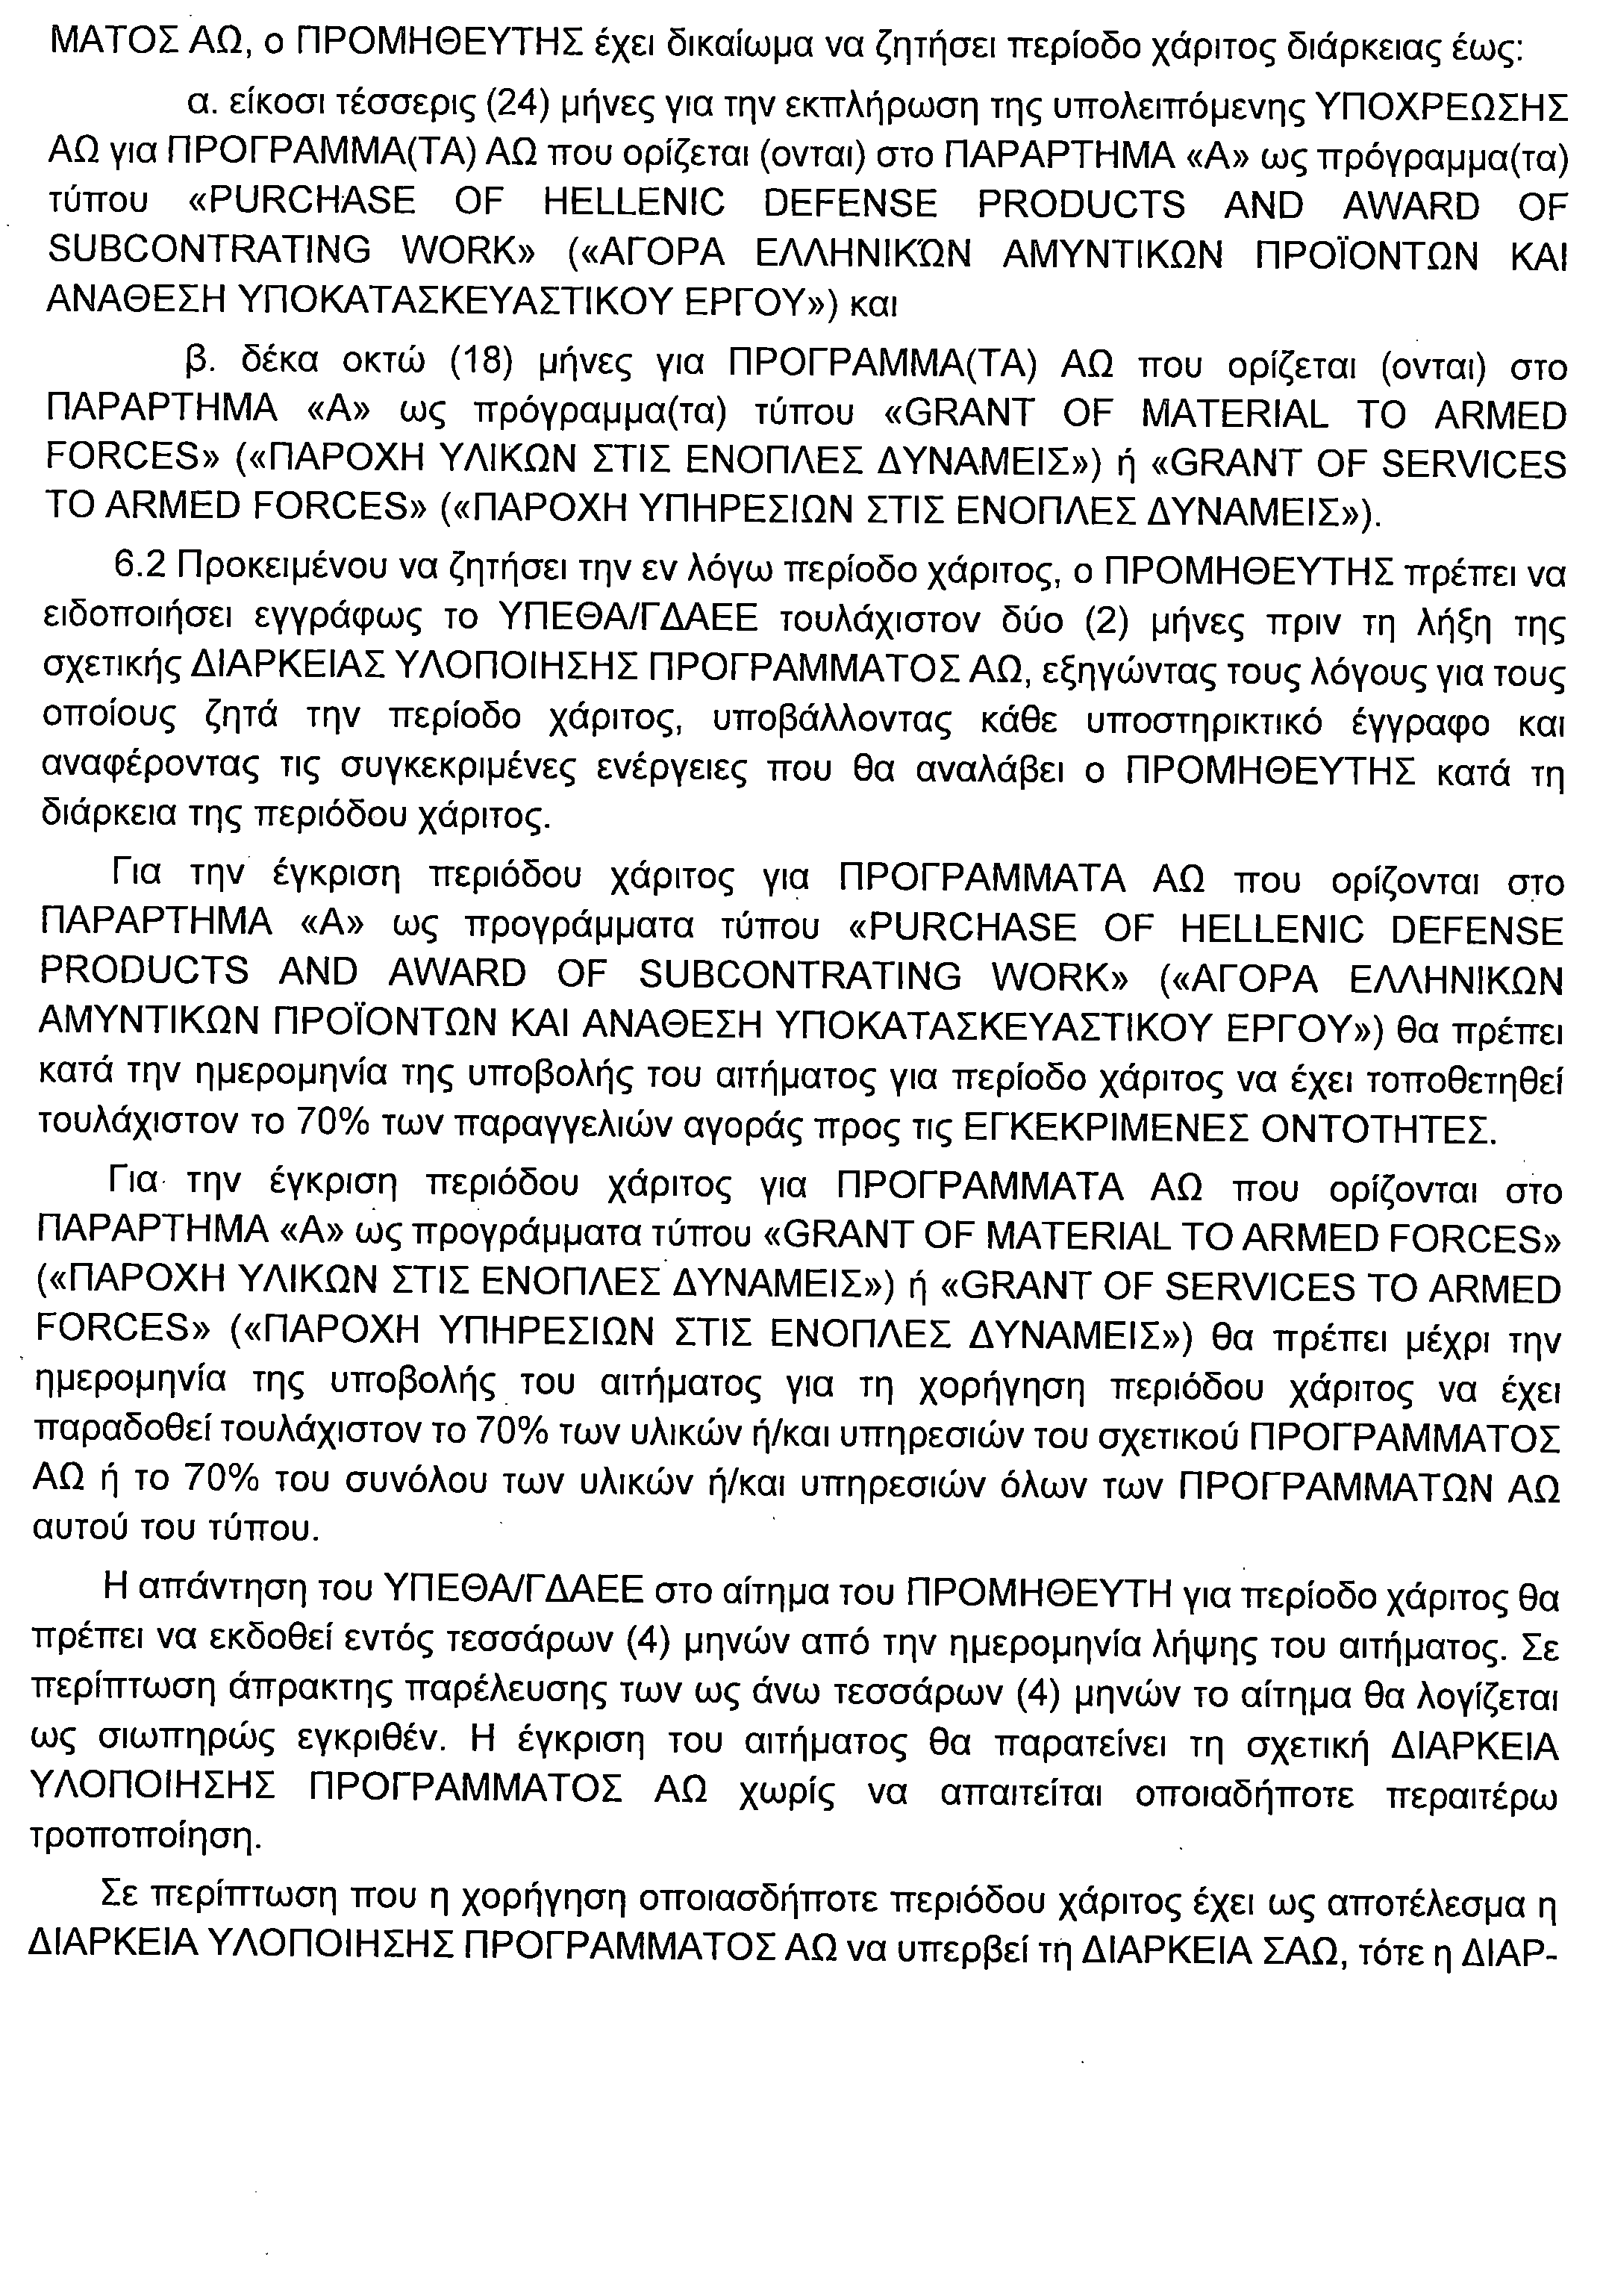 ΜΑΤΟΣ ΑΩ, ο ΠΡΟΜΗΘΕΥΤΗΣ έχει δικαίωμα να ζητήσει περίοδο χάριτος διάρκειας έως:
α. είκοσι τέσσερις (24) μήνες για την εκπλήρωση της υπολειπόμενης ΥΠΟΧΡΕΩΣΗΣ
ΑΩ για ΠΡΟΓΡΑΜΜΑ(ΤΑ) ΑΩ που ορίζεται (ονται) στο ΠΑΡΑΡΤΗΜΑ «Α» ως πρόγραμμα(τα)
τύπου «PURCHASE OF HELLENIC DEFENSE PRODUCTS AND AWARD OF
SUBCONTRATING WORK» («ΑΓΟΡΑ ΕΛΛΗΝΙΚΏΝ ΑΜΥΝΤΙΚΩΝ ΠΡΟΪΟΝΤΩΝ ΚΑΙ
ΑΝΑΘΕΣΗ ΥΠΟΚΑΤΑΣΚΕΥΑΣΤΙΚΟΥ ΕΡΓΟΥ») και
β. δέκα οκτώ (18) μήνες για ΠΡΟΓΡΑΜΜΑ(ΤΑ) ΑΩ που ορίζεται (ονται) στο
ΠΑΡΑΡΤΗΜΑ «Α» ως πρόγραμμα(τα) τύπου «GRANT OF MATERIAL TO ARMED
FORCES» («ΠΑΡΟΧΗ ΥΛΙΚΩΝ ΣΤΙΣ ΕΝΟΠΛΕΣ ΔΥΝΑΜΕΙΣ») ή «GRANT OF SERVICES
TO ARMED FORCES» («ΠΑΡΟΧΗ ΥΠΗΡΕΣΙΩΝ ΣΤΙΣ ΕΝΟΠΛΕΣ ΔΥΝΑΜΕΙΣ»).
6.2 Προκειμένου να ζητήσει την εν λόγω περίοδο χάριτος, ο ΠΡΟΜΗΘΕΥΤΗΣ πρέπει να
ειδοποιήσει εγγράφως το ΥΠΕΘΑ/ΓΔΑΕΕ τουλάχιστον δύο (2) μήνες πριν τη λήξη της
σχετικής ΔΙΑΡΚΕΙΑΣ ΥΛΟΠΟΙΗΣΗΣ ΠΡΟΓΡΑΜΜΑΤΟΣ ΑΩ, εξηγώντας τους λόγους για τους
οποίους ζητά την περίοδο χάριτος, υποβάλλοντας κάθε υποστηρικτικό έγγραφο και
αναφέροντας τις συγκεκριμένες ενέργειες που θα αναλάβει ο ΠΡΟΜΗΘΕΥΤΗΣ κατά τη
διάρκεια της περιόδου χάριτος.
Για την έγκριση περιόδου χάριτος για ΠΡΟΓΡΑΜΜΑΤΑ ΑΩ που ορίζονται στο
ΠΑΡΑΡΤΗΜΑ «Α» ως προγράμματα τύπου «PURCHASE OF HELLENIC DEFENSE
PRODUCTS AND AWARD OF SUBCONTRATING WORK» («ΑΓΟΡΑ ΕΛΛΗΝΙΚΩΝ
ΑΜΥΝΤΙΚΩΝ ΠΡΟΪΟΝΤΩΝ ΚΑΙ ΑΝΑΘΕΣΗ ΥΠΟΚΑΤΑΣΚΕΥΑΣΤΙΚΟΥ ΕΡΓΟΥ») θα πρέπει
κατά την ημερομηνία της υποβολής του αιτήματος για περίοδο χάριτος να έχει τοποθετηθεί
τουλάχιστον το 70% των παραγγελιών αγοράς προς τις ΕΓΚΕΚΡΙΜΕΝΕΣ ΟΝΤΟΤΗΤΕΣ.
Για την έγκριση περιόδου χάριτος για ΠΡΟΓΡΑΜΜΑΤΑ ΑΩ που ορίζονται στο
ΠΑΡΑΡΤΗΜΑ «Α» ως προγράμματα τύπου «GRANT OF MATERIAL TO ARMED FORCES»
(«ΠΑΡΟΧΗ ΥΛΙΚΩΝ ΣΤΙΣ ΕΝΟΠΛΕΣ ΔΥΝΑΜΕΙΣ») ή «GRANT OF SERVICES TO ARMED
FORCES» («ΠΑΡΟΧΗ ΥΠΗΡΕΣΙΩΝ ΣΤΙΣ ΕΝΟΠΛΕΣ ΔΥΝΑΜΕΙΣ») θα πρέπει μέχρι την
ημερομηνία της υποβολής του αιτήματος για τη χορήγηση περιόδου χάριτος να έχει
παραδοθεί τουλάχιστον το 70% των υλικών ή/και υπηρεσιών του σχετικού ΠΡΟΓΡΑΜΜΑΤΟΣ
ΑΩ ή το 70% του συνόλου των υλικών ή/και υπηρεσιών όλων των ΠΡΟΓΡΑΜΜΑΤΩΝ ΑΩ
αυτού του τύπου.
Η απάντηση του ΥΠΕΘΑ/ΓΔΑΕΕ στο αίτημα του ΠΡΟΜΗΘΕΥΤΗ για περίοδο χάριτος θα
πρέπει να εκδοθεί εντός τεσσάρων (4) μηνών από την ημερομηνία λήψης του αιτήματος. Σε
περίπτωση άπρακτης παρέλευσης των ως άνω τεσσάρων (4) μηνών το αίτημα θα λογίζεται
ως σιωπηρώς εγκριθέν. Η έγκριση του αιτήματος θα παρατείνει τη σχετική ΔΙΑΡΚΕΙΑ
ΥΛΟΠΟΙΗΣΗΣ ΠΡΟΓΡΑΜΜΑΤΟΣ ΑΩ χωρίς να απαιτείται οποιαδήποτε περαιτέρω
τροποποίηση.
Σε περίπτωση που η χορήγηση οποιασδήποτε περιόδου χάριτος έχει ως αποτέλεσμα η
ΔΙΑΡΚΕΙΑ ΥΛΟΠΟΙΗΣΗΣ ΠΡΟΓΡΑΜΜΑΤΟΣ ΑΩ να υπερβεί τη ΔΙΑΡΚΕΙΑ ΣΑΩ, τότε η ΔΙΑΡ-